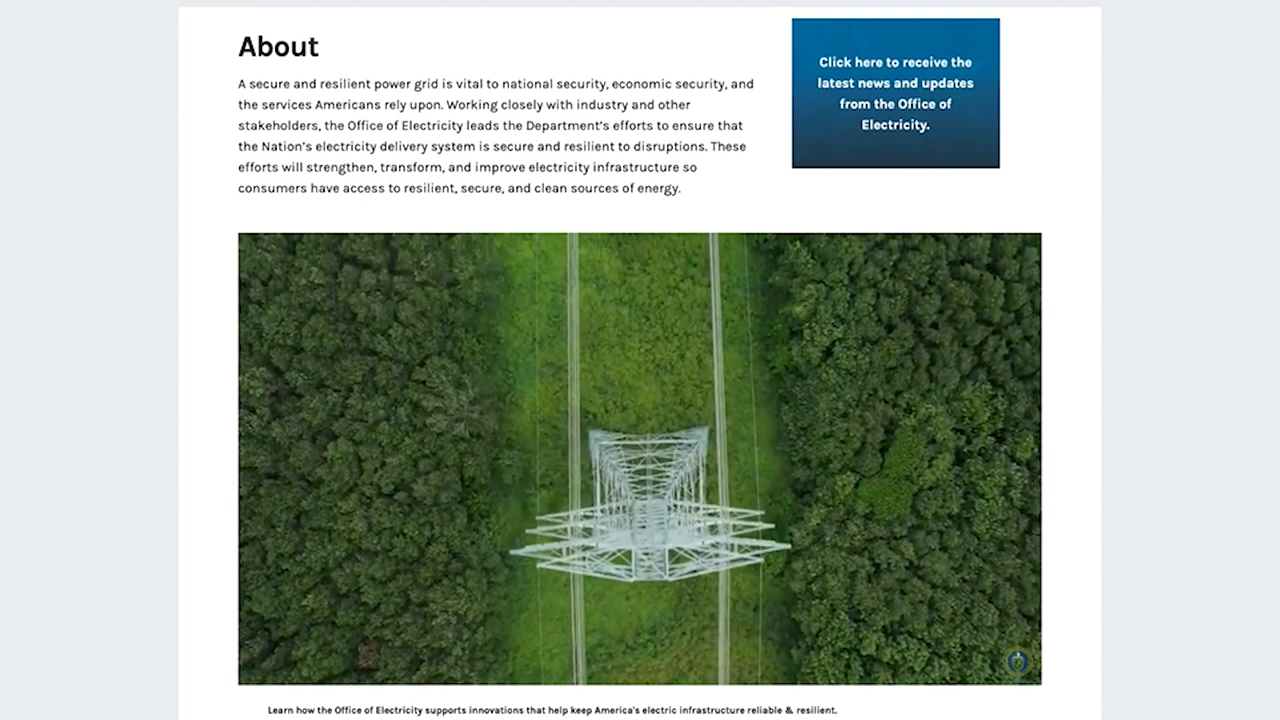 About
A secure and resilient power grid is vital to national security, economic security, and
the services Americans rely upon. Working closely with industry and other
stakeholders, the Office of Electricity leads the Department's efforts to ensure that
the Nation's electricity delivery system is secure and resilient to disruptions. These
efforts will strengthen, transform, and improve electricity infrastructure so
consumers have access to resilient, secure, and clean sources of energy.
Click here to receive the
latest news and updates
from the Office of
Electricity.
Learn how the Office of Electricity supports innovations that help keep America's electric infrastructure reliable & resilient.